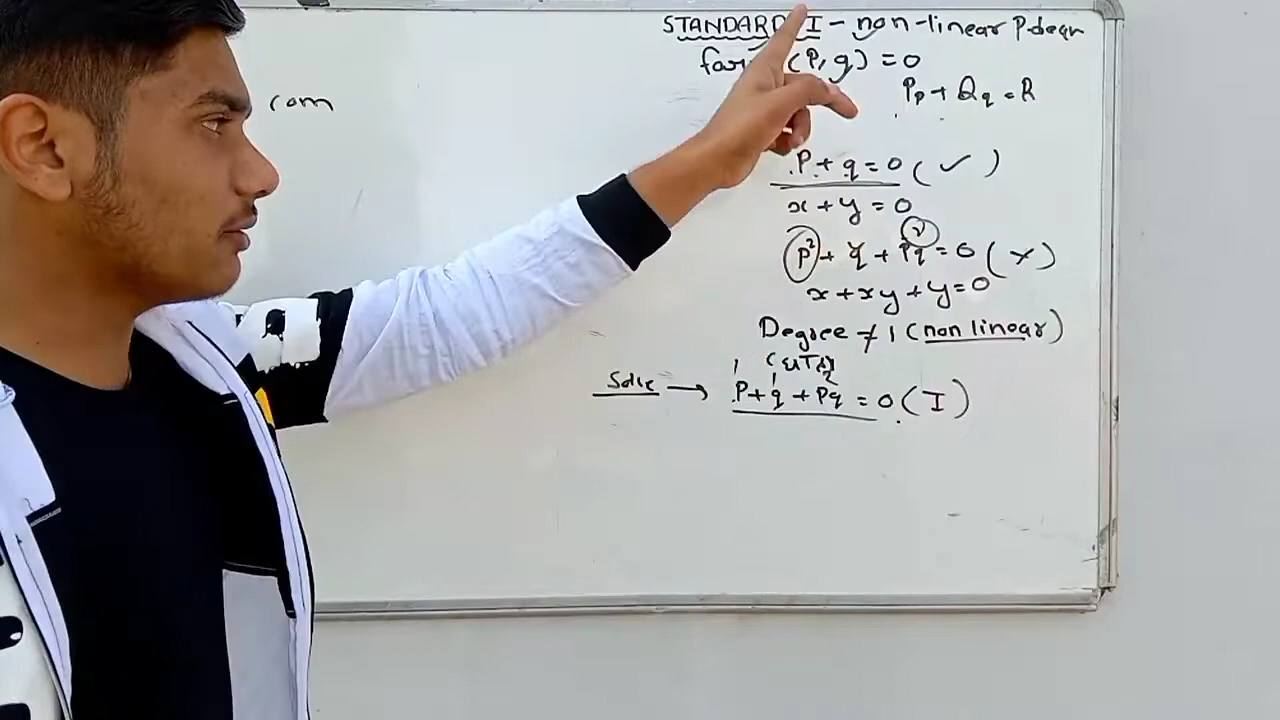 STANDARD I - non-linear P.deqn
com
(P, q) = 0
Pp + Qq = R
P + q = 0 ( ✓ )
x + y = 0
p² + q + pq = 0 ( × )
x + xy + y = 0
Degree ≠ 1 (non linear)
Solve → P + q + Pq = 0 ( I )